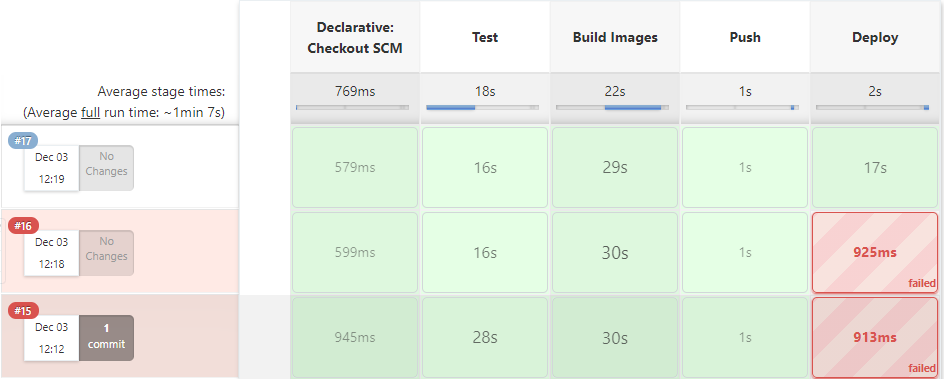 Declarative:
Checkout SCM
Test
Build Images
Push
Deploy
Average stage times:
(Average full run time: ~1min 7s)
769ms
18s
22s
1s
2s
#17
Dec 03
12:19
No
Changes
579ms
16s
29s
1s
17s
#16
Dec 03
12:18
No
Changes
599ms
16s
30s
1s
925ms
failed
#15
Dec 03
12:12
1
commit
945ms
28s
30s
1s
913ms
failed